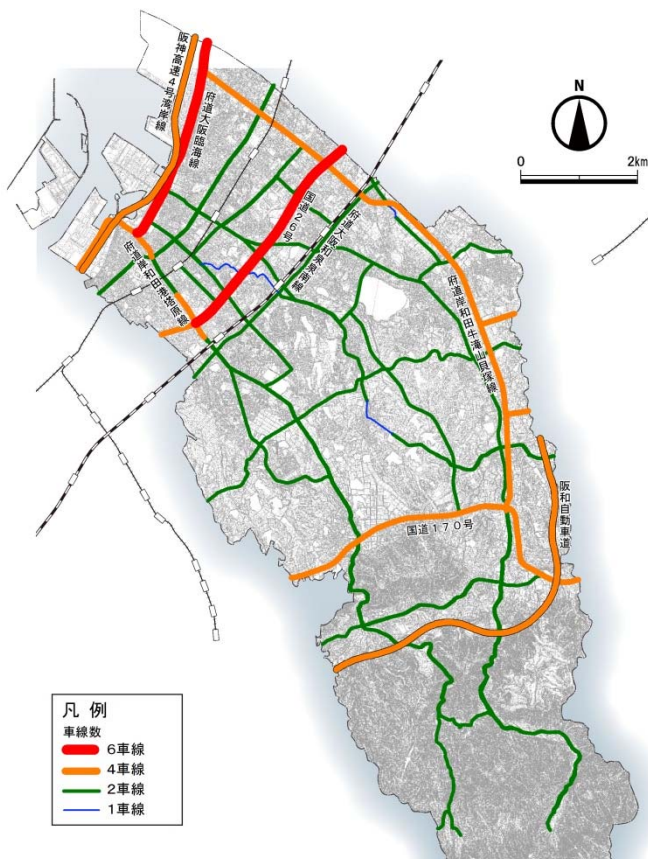 阪神高速4号湾岸線
府道大阪臨海線
国道26号
府道大阪和泉泉南線
府道岸和田港塔原線
府道岸和田牛滝山貝塚線
阪和自動車道
国道170号
N
0 2km
凡 例
車線数
6車線
4車線
2車線
1車線